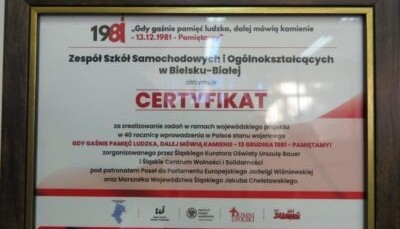 1981 „Gdy gaśnie pamięć ludzka, dalej mówią kamienie
- 13.12.1981 - Pamiętamy"
Zespół Szkół Samochodowych i Ogólnokształcących
w Bielsku-Białej
otrzymuje
CERTYFIKAT
za zrealizowanie zadań w ramach wojewódzkiego projektu
w 40 rocznicę wprowadzenia w Polsce stanu wojennego
GDY GAŚNIE PAMIĘĆ LUDZKA, DALEJ MÓWIĄ KAMIENIE - 13 GRUDNIA 1981 - PAMIĘTAMY!
zorganizowanego przez Śląskiego Kuratora Oświaty Urszulę Bauer
i Śląskie Centrum Wolności i Solidarności
pod patronatem Poseł do Parlamentu Europejskiego Jadwigi Wiśniewskiej
oraz Marszałka Województwa Śląskiego Jakuba Chełstowskiego.